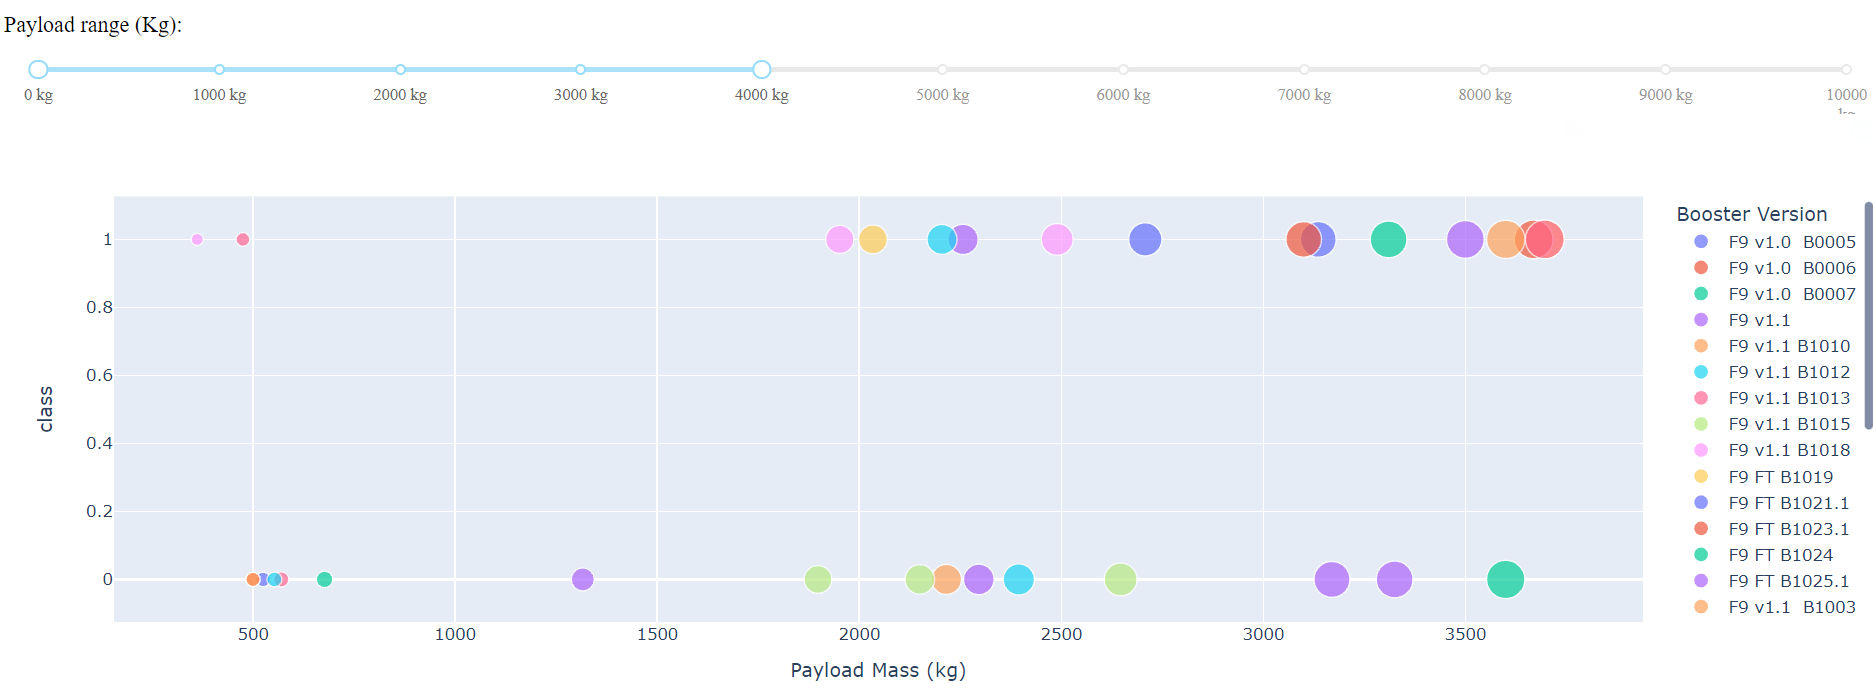 Payload range (Kg):
0 kg 1000 kg 2000 kg 3000 kg 4000 kg 5000 kg 6000 kg 7000 kg 8000 kg 9000 kg 10000
Booster Version
F9 v1.0  B0005
F9 v1.0  B0006
F9 v1.0  B0007
F9 v1.1
F9 v1.1 B1010
F9 v1.1 B1012
F9 v1.1 B1013
F9 v1.1 B1015
F9 v1.1 B1018
F9 FT B1019
F9 FT B1021.1
F9 FT B1023.1
F9 FT B1024
F9 FT B1025.1
F9 v1.1  B1003
1
0.8
0.6
0.4
0.2
0
class
500 1000 1500 2000 2500 3000 3500
Payload Mass (kg)